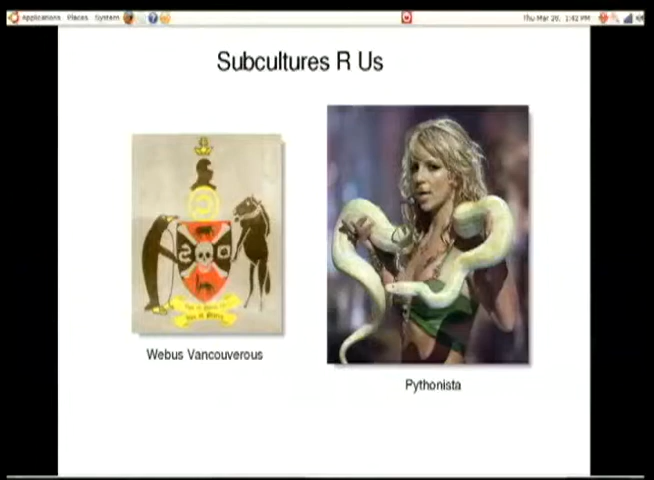 Applications Places System
Thu Mar 26, 1:42 PM
Subcultures R Us
Webus Vancouverous
Pythonista